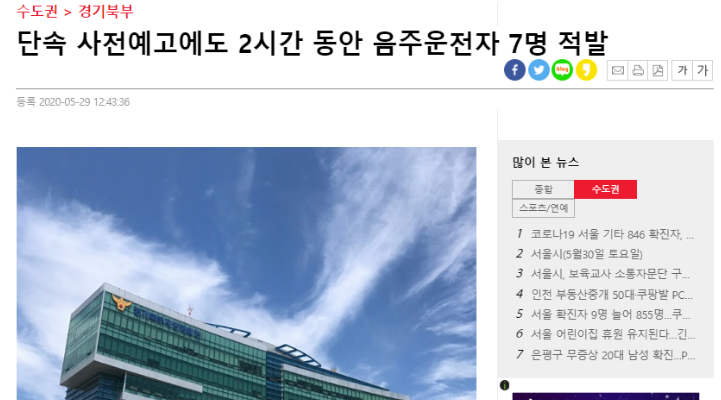 수도권 > 경기북부
단속 사전예고에도 2시간 동안 음주운전자 7명 적발
blog
가 가
등록 2020-05-29 12:43:36
많이 본 뉴스
종합
수도권
스포츠/연예
1 코로나19 서울 기타 846 확진자, ...
2 서울시(5월30일 토요일)
3 서울시, 보육교사 소통자문단 구...
4 인천 부동산중개 50대·쿠팡발 PC...
5 서울 확진자 9명 늘어 855명...쿠...
6 서울 어린이집 휴원 유지된다...긴...
7 은평구 무증상 20대 남성 확진...P...